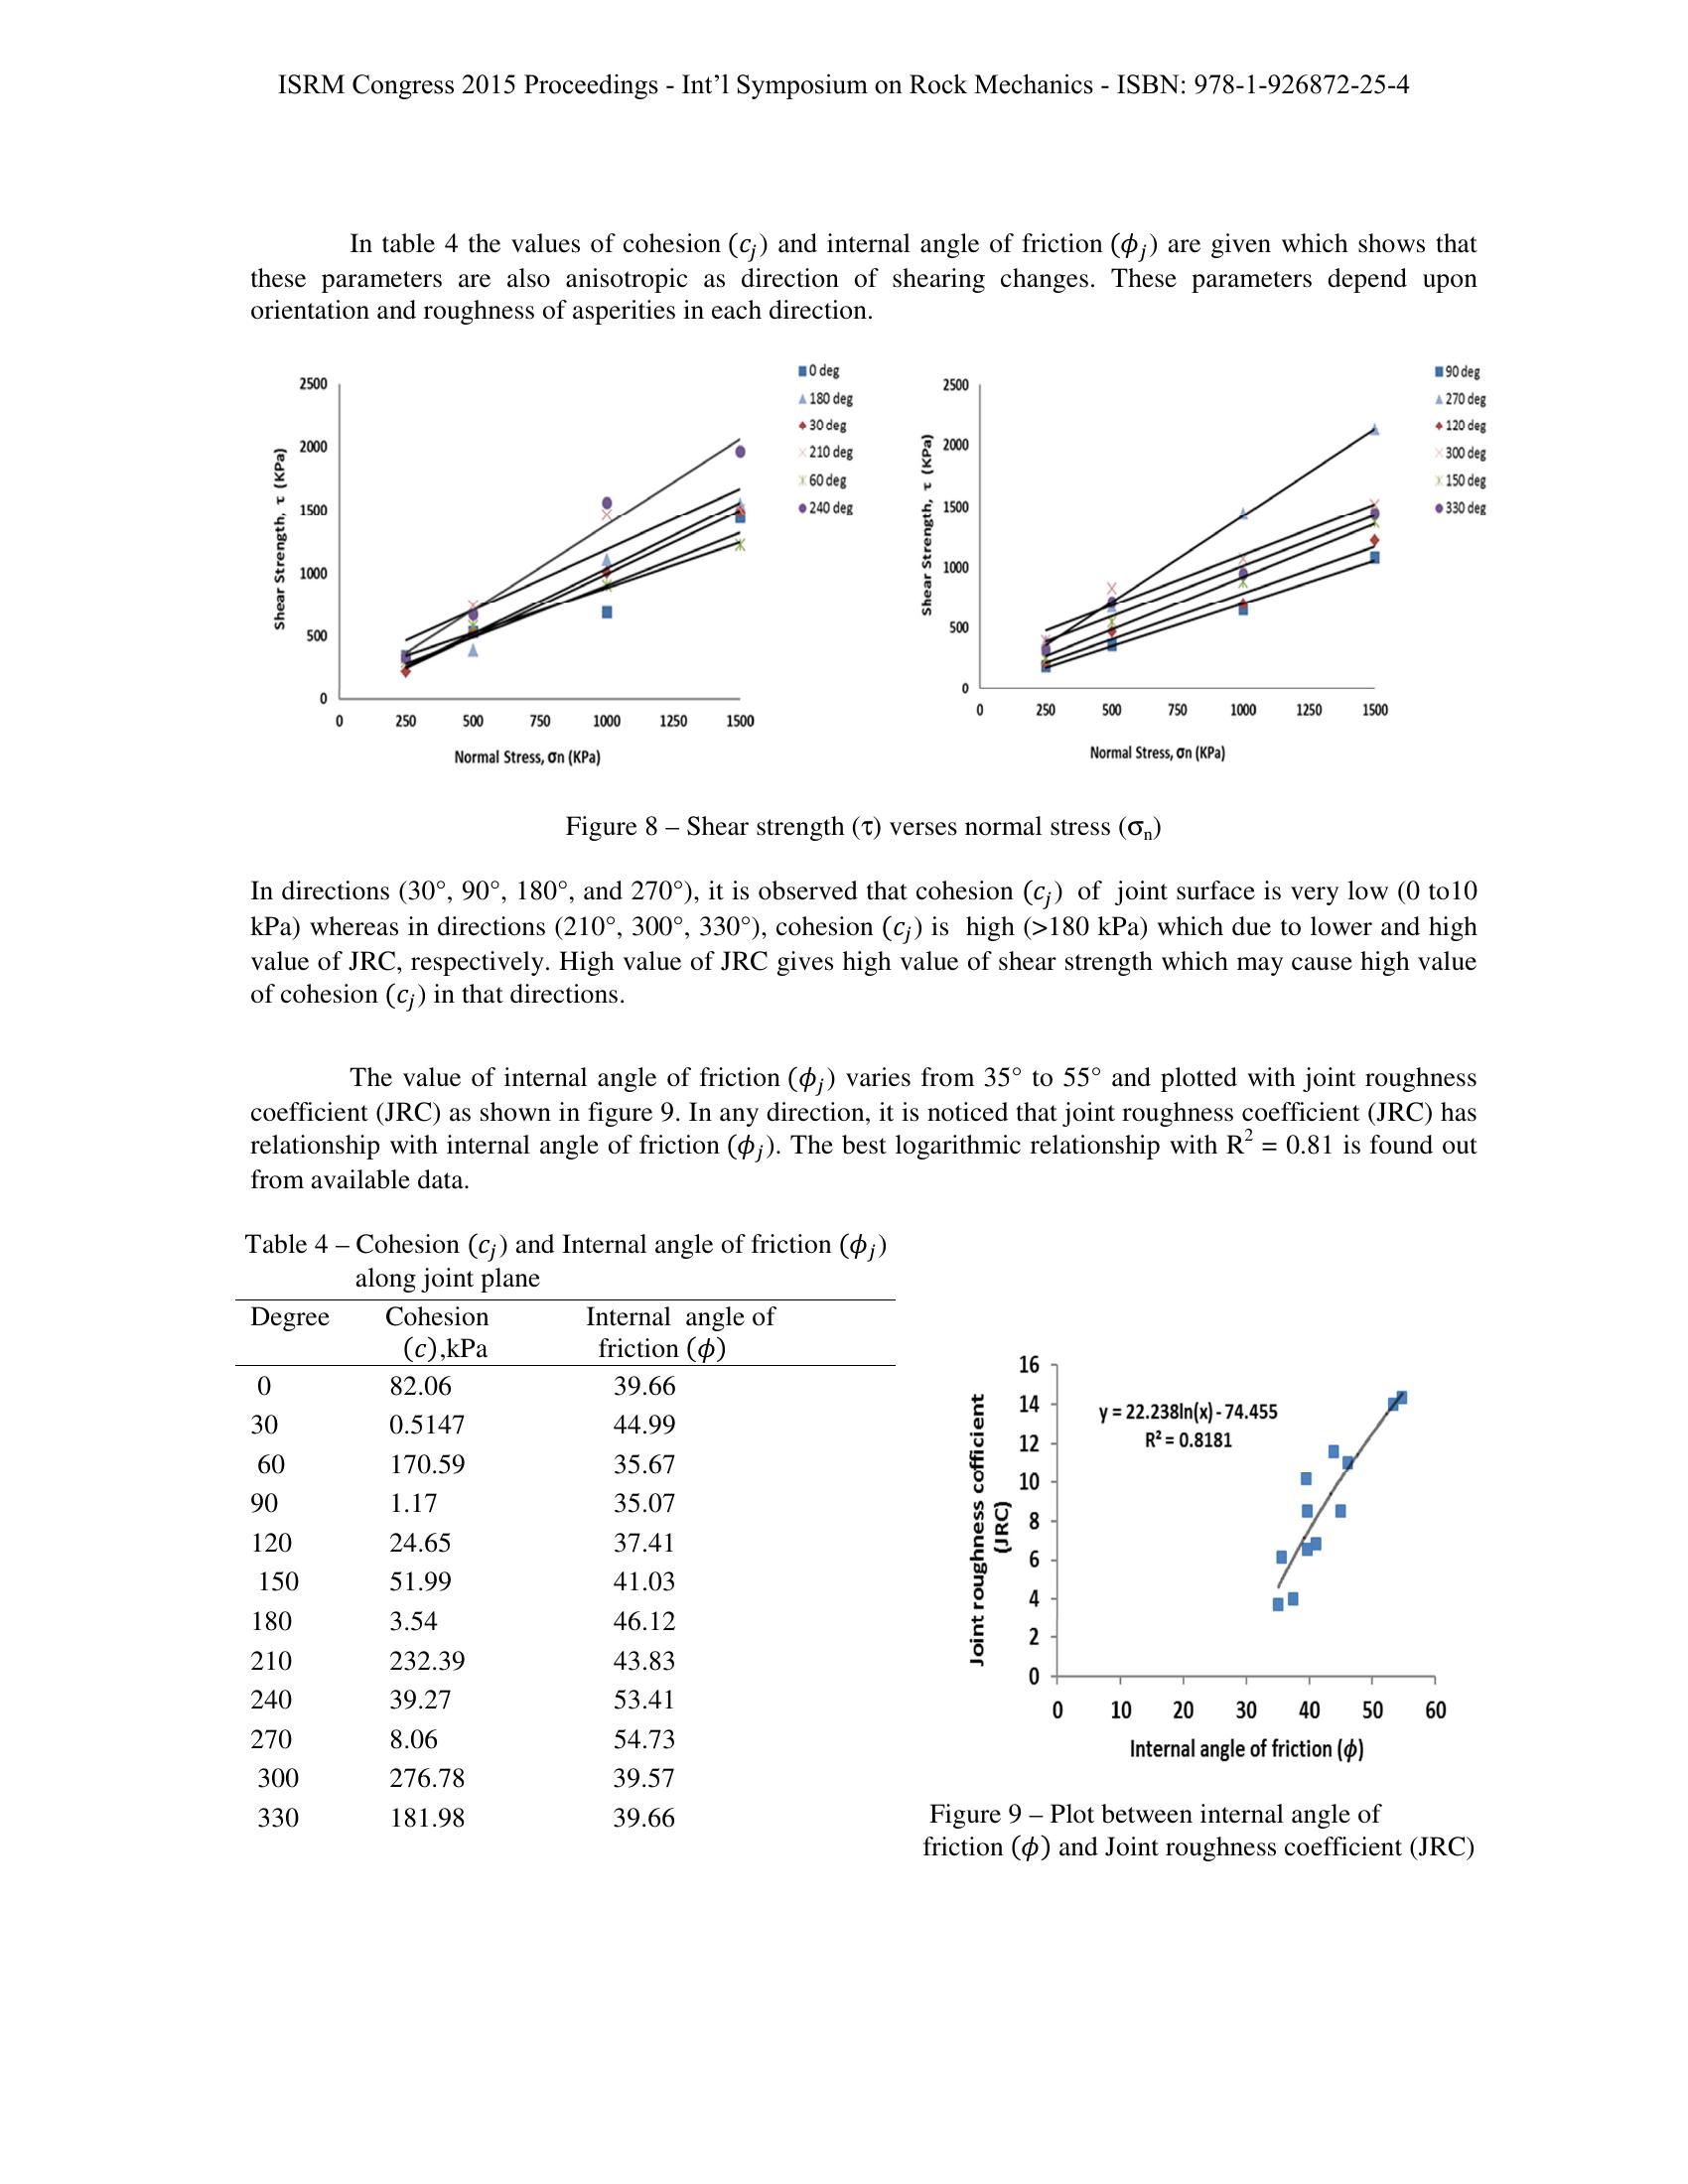 ISRM Congress 2015 Proceedings - Int'l Symposium on Rock Mechanics - ISBN: 978-1-926872-25-4
In table 4 the values of cohesion (𝑐𝑗) and internal angle of friction (𝜙𝑗) are given which shows that
these parameters are also anisotropic as direction of shearing changes. These parameters depend upon
orientation and roughness of asperities in each direction.
2500
2000
1500
1000
500
0
Shear Strength, τ (KPa)
0 250 500 750 1000 1250 1500
Normal Stress, σn (KPa)
0 deg
180 deg
30 deg
210 deg
60 deg
240 deg
2500
2000
1500
1000
500
0
Shear Strength, τ (KPa)
0 250 500 750 1000 1250 1500
Normal Stress, σn (KPa)
90 deg
270 deg
120 deg
300 deg
150 deg
330 deg
Figure 8 – Shear strength (τ) verses normal stress (σn)
In directions (30°, 90°, 180°, and 270°), it is observed that cohesion (𝑐𝑗) of joint surface is very low (0 to10
kPa) whereas in directions (210°, 300°, 330°), cohesion (𝑐𝑗) is high (>180 kPa) which due to lower and high
value of JRC, respectively. High value of JRC gives high value of shear strength which may cause high value
of cohesion (𝑐𝑗) in that directions.
The value of internal angle of friction (𝜙𝑗) varies from 35° to 55° and plotted with joint roughness
coefficient (JRC) as shown in figure 9. In any direction, it is noticed that joint roughness coefficient (JRC) has
relationship with internal angle of friction (𝜙𝑗). The best logarithmic relationship with R² = 0.81 is found out
from available data.
Table 4 – Cohesion (𝑐𝑗) and Internal angle of friction (𝜙𝑗)
along joint plane
Degree Cohesion Internal angle of
(𝑐),kPa friction (𝜙)
0 82.06 39.66
30 0.5147 44.99
60 170.59 35.67
90 1.17 35.07
120 24.65 37.41
150 51.99 41.03
180 3.54 46.12
210 232.39 43.83
240 39.27 53.41
270 8.06 54.73
300 276.78 39.57
330 181.98 39.66
16
14
12
10
8
6
4
2
0
Joint roughness cofficient
(JRC)
y = 22.238ln(x) - 74.455
R² = 0.8181
0 10 20 30 40 50 60
Internal angle of friction (𝜙)
Figure 9 – Plot between internal angle of
friction (𝜙) and Joint roughness coefficient (JRC)